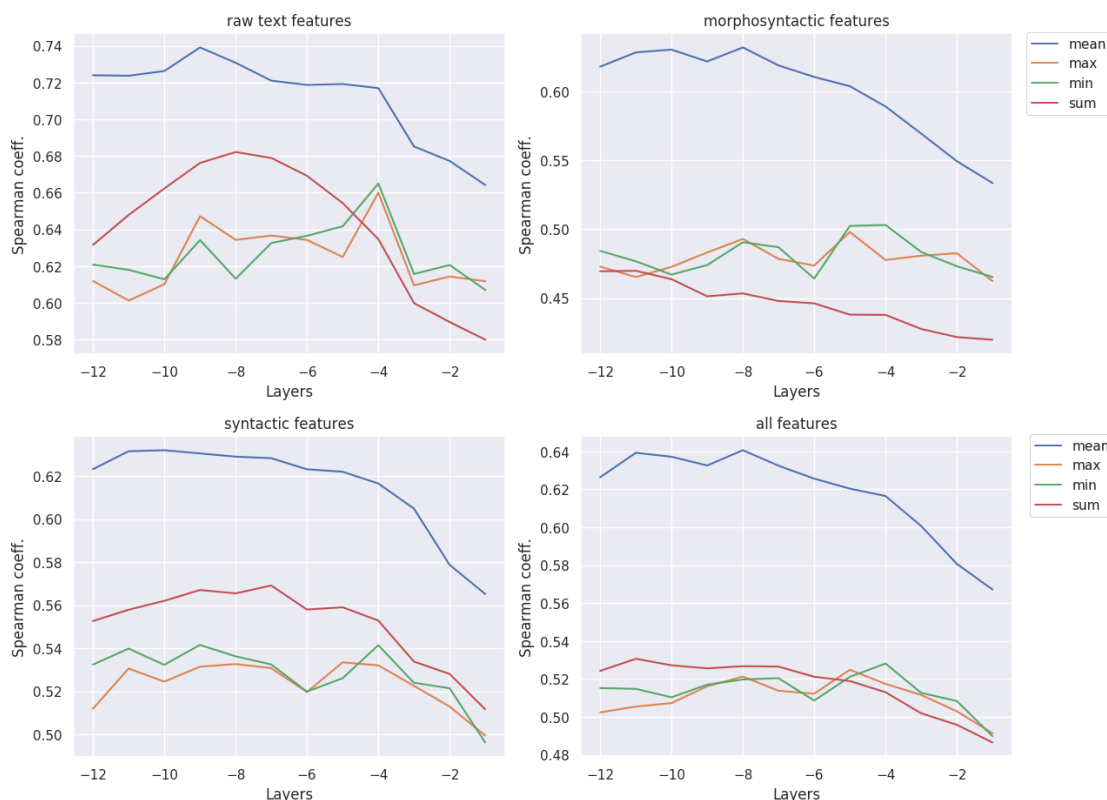 raw text features
0.74
0.72
0.70
0.68
0.66
0.64
0.62
0.60
0.58
Spearman coeff.
−12 −10 −8 −6 −4 −2
Layers
morphosyntactic features
0.60
0.55
0.50
0.45
Spearman coeff.
−12 −10 −8 −6 −4 −2
Layers
mean
max
min
sum
syntactic features
0.62
0.60
0.58
0.56
0.54
0.52
0.50
Spearman coeff.
−12 −10 −8 −6 −4 −2
Layers
all features
0.64
0.62
0.60
0.58
0.56
0.54
0.52
0.50
0.48
Spearman coeff.
−12 −10 −8 −6 −4 −2
Layers
mean
max
min
sum